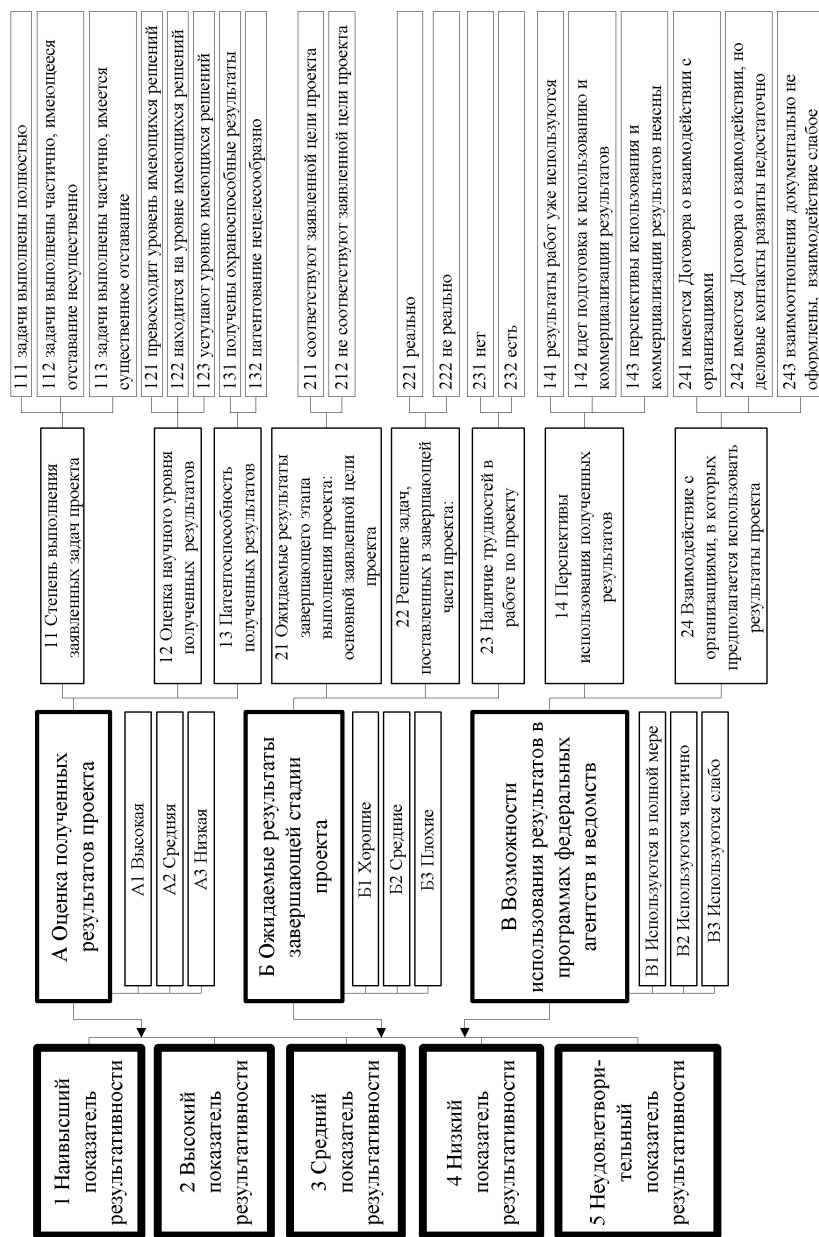 1 Наивысший
показатель
результативности
2 Высокий
показатель
результативности
3 Средний
показатель
результативности
4 Низкий
показатель
результативности
5 Неудовлетвори-
тельный
показатель
результативности
А Оценка полученных
результатов проекта
А1 Высокая
А2 Средняя
А3 Низкая
Б Ожидаемые результаты
завершающей стадии
проекта
Б1 Хорошие
Б2 Средние
Б3 Плохие
В Возможности
использования результатов в
программах федеральных
агентств и ведомств
В1 Используются в полной мере
В2 Используются частично
В3 Используются слабо
11 Степень выполнения
заявленных задач проекта
12 Оценка научного уровня
полученных результатов
13 Патентоспособность
полученных результатов
21 Ожидаемые результаты
завершающего этапа
выполнения проекта:
основной заявленной цели
проекта
22 Решение задач,
поставленных в завершающей
части проекта:
23 Наличие трудностей в
работе по проекту
14 Перспективы
использования полученных
результатов
24 Взаимодействие с
организациями, в которых
предполагается использовать
результаты проекта
111 задачи выполнены полностью
112 задачи выполнены частично, имеющееся
отставание несущественно
113 задачи выполнены частично, имеется
существенное отставание
121 превосходит уровень имеющихся решений
122 находится на уровне имеющихся решений
123 уступают уровню имеющихся решений
131 получены охраноспособные результаты
132 патентование нецелесообразно
211 соответствуют заявленной цели проекта
212 не соответствуют заявленной цели проекта
221 реально
222 не реально
231 нет
232 есть
141 результаты работ уже используются
142 идет подготовка к использованию и
коммерциализации результатов
143 перспективы использования и
коммерциализации результатов неясны
241 имеются Договора о взаимодействии с
организациями
242 имеются Договора о взаимодействии, но
деловые контакты развиты недостаточно
243 взаимоотношения документально не
оформлены, взаимодействие слабое